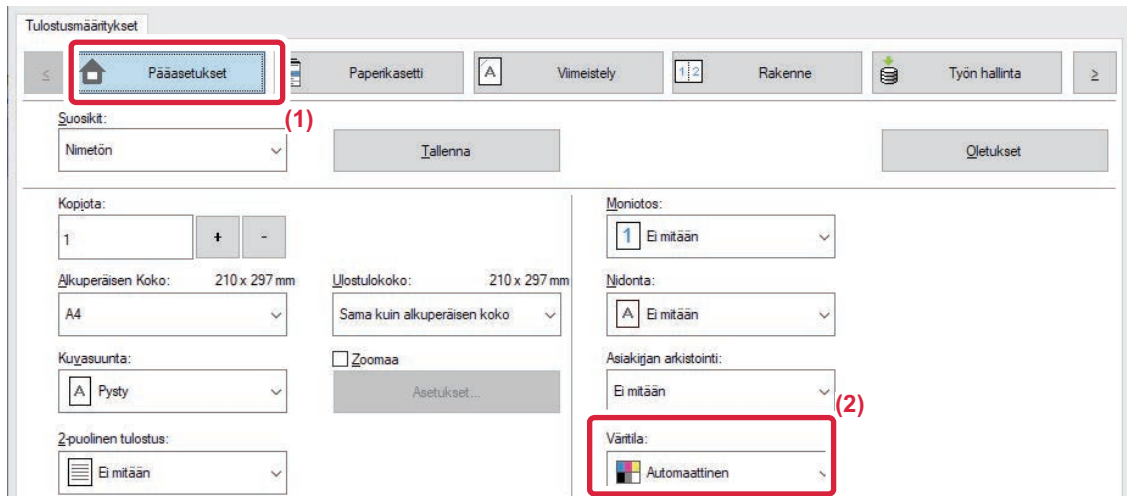 Tulostusmääritykset
≤ Pääasetukset Paperikasetti Viimeistely Rakenne Työn hallinta ≥
(1)
Suosikit:
Nimetön Tallenna Oletukset
Kopiota: Moniotos:
1 + - 1 Ei mitään
Alkuperäisen Koko: 210 x 297 mm Ulostulokoko: 210 x 297 mm Nidonta:
A4 Sama kuin alkuperäisen koko A Ei mitään
Kuvasuunta: Zoomaa Asiakirjan arkistointi:
A Pysty Asetukset... Ei mitään
(2)
2-puolinen tulostus: Väritila:
Ei mitään Automaattinen